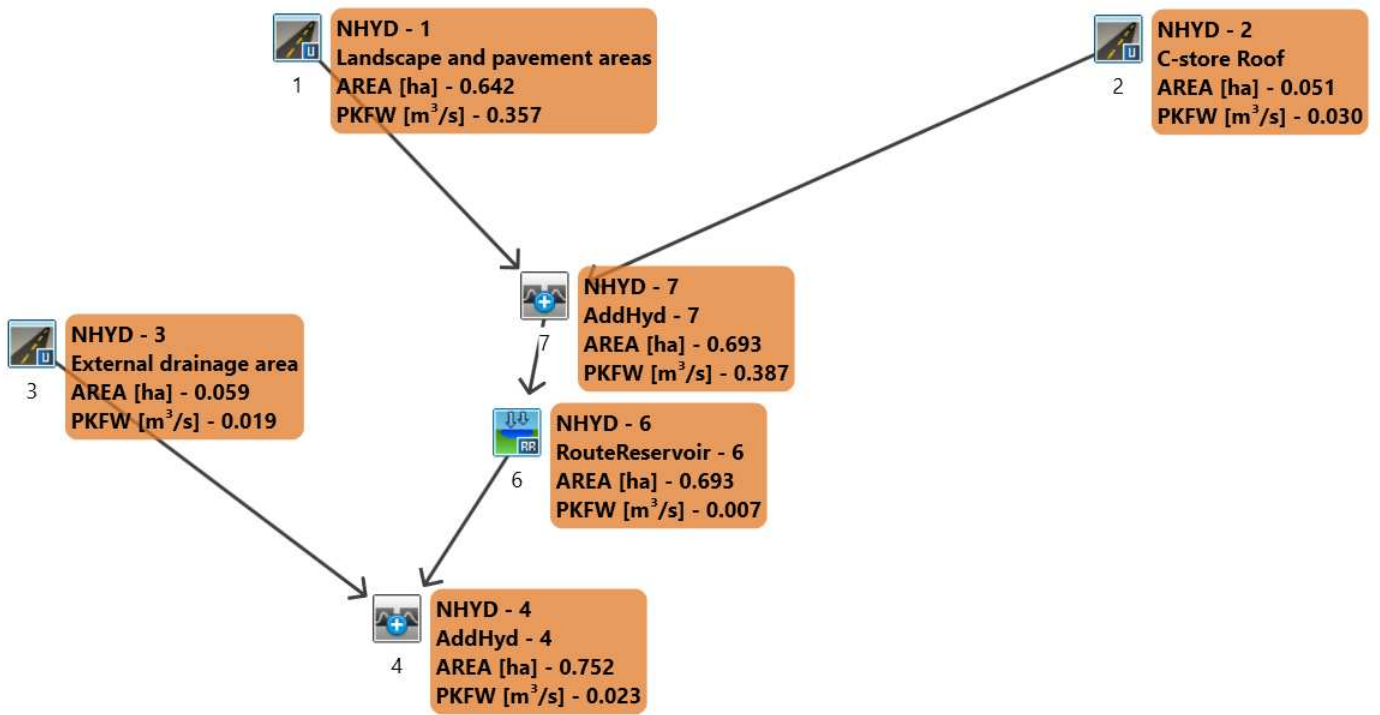 NHYD - 1
Landscape and pavement areas
AREA [ha] - 0.642
PKFW [m³/s] - 0.357
U
1
NHYD - 2
C-store Roof
AREA [ha] - 0.051
PKFW [m³/s] - 0.030
U
2
NHYD - 7
AddHyd - 7
AREA [ha] - 0.693
PKFW [m³/s] - 0.387
7
NHYD - 3
External drainage area
AREA [ha] - 0.059
PKFW [m³/s] - 0.019
U
3
NHYD - 6
RouteReservoir - 6
AREA [ha] - 0.693
PKFW [m³/s] - 0.007
RR
6
NHYD - 4
AddHyd - 4
AREA [ha] - 0.752
PKFW [m³/s] - 0.023
4